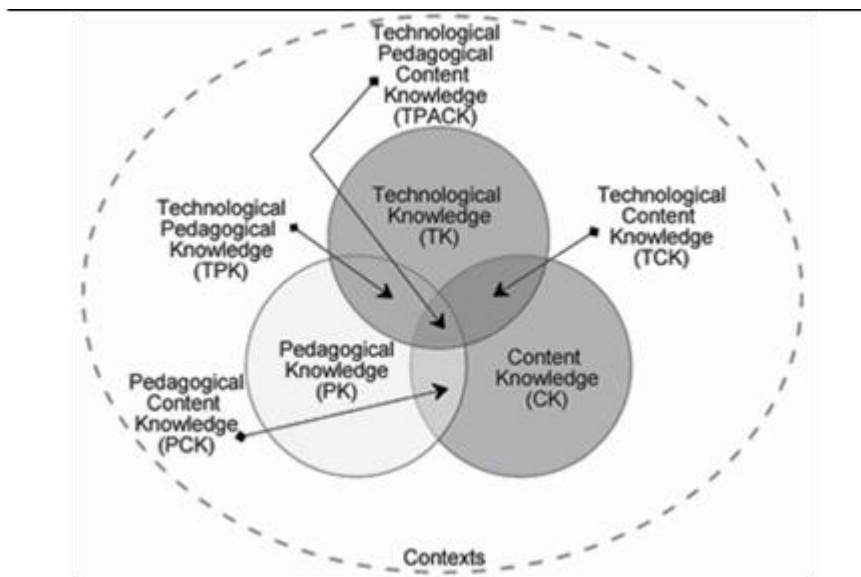 Technological
Pedagogical
Content
Knowledge
(TPACK)
Technological
Knowledge
(TK)
Technological
Content
Knowledge
(TCK)
Technological
Pedagogical
Knowledge
(TPK)
Pedagogical
Knowledge
(PK)
Content
Knowledge
(CK)
Pedagogical
Content
Knowledge
(PCK)
Contexts